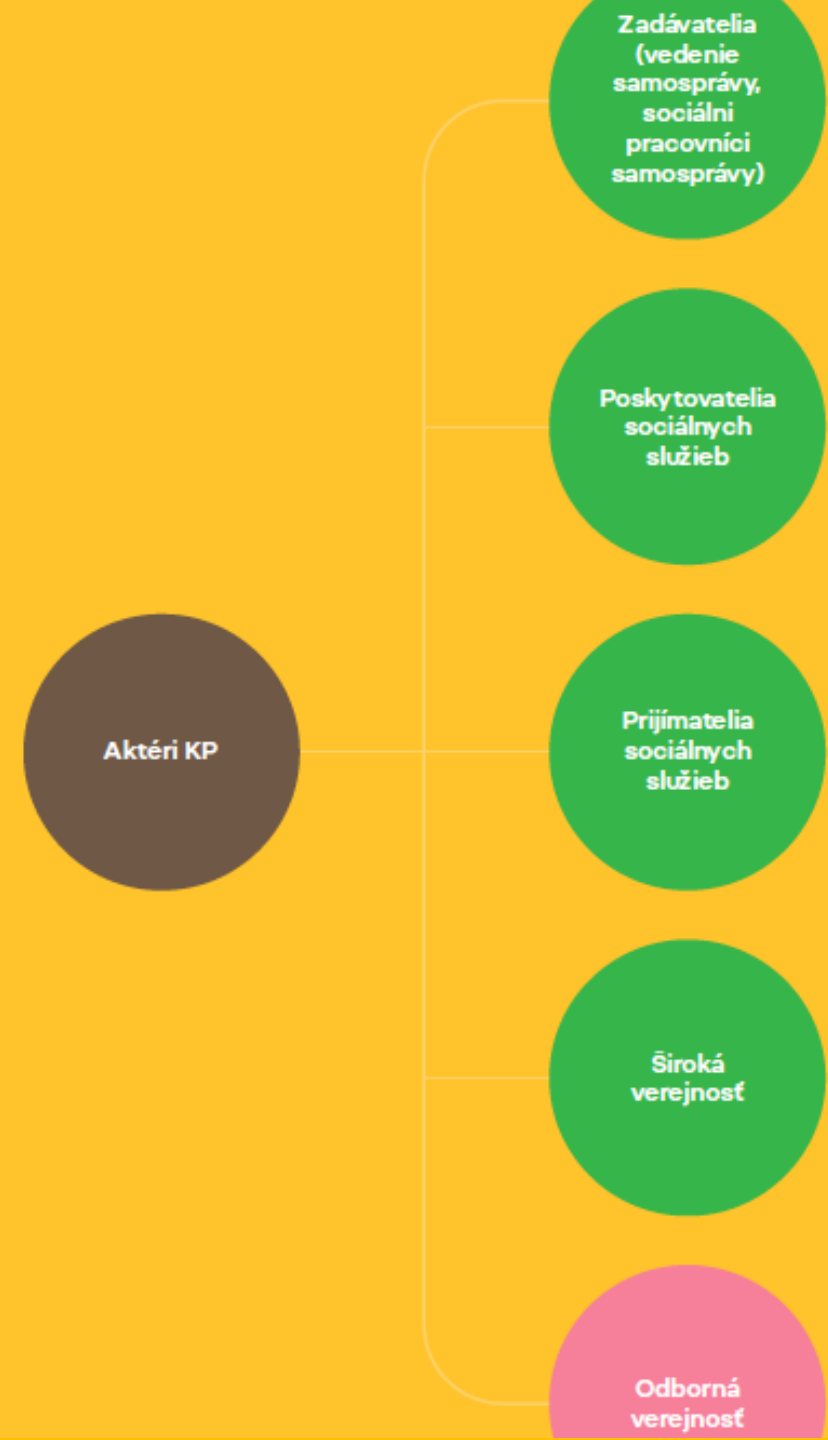 Zadávatelia
(vedenie
samosprávy,
sociálni
pracovníci
samosprávy)
Poskytovatelia
sociálnych
služieb
Aktéri KP
Prijímatelia
sociálnych
služieb
Široká
verejnosť
Odborná
verejnosť